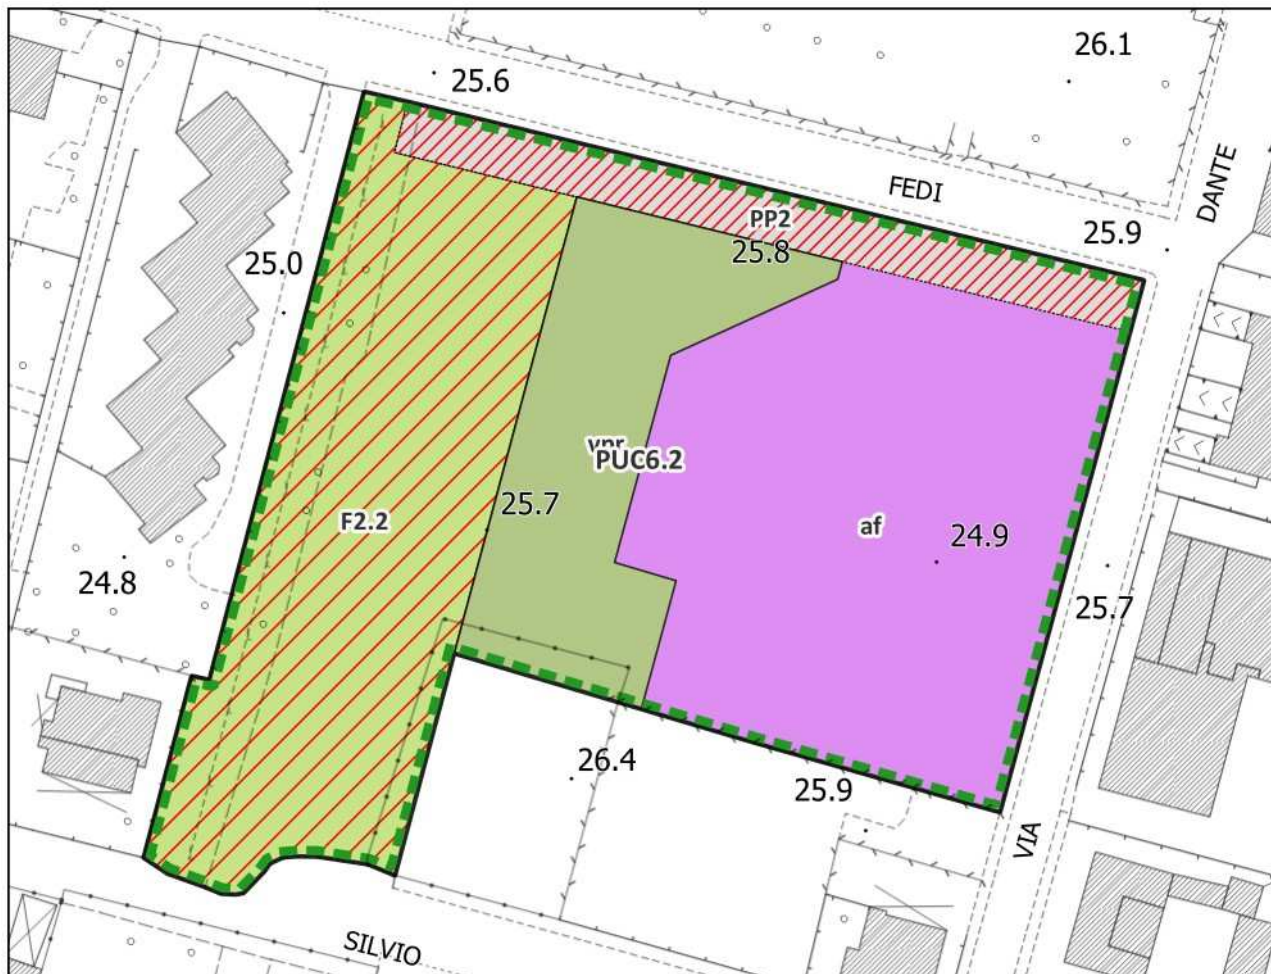 26.1
25.6
DANTE
FEDI
PP2
25.9
25.8
25.0
vpr
PUC6.2
25.7
F2.2
af
24.9
24.8
25.7
26.4
25.9
VIA
SILVIO